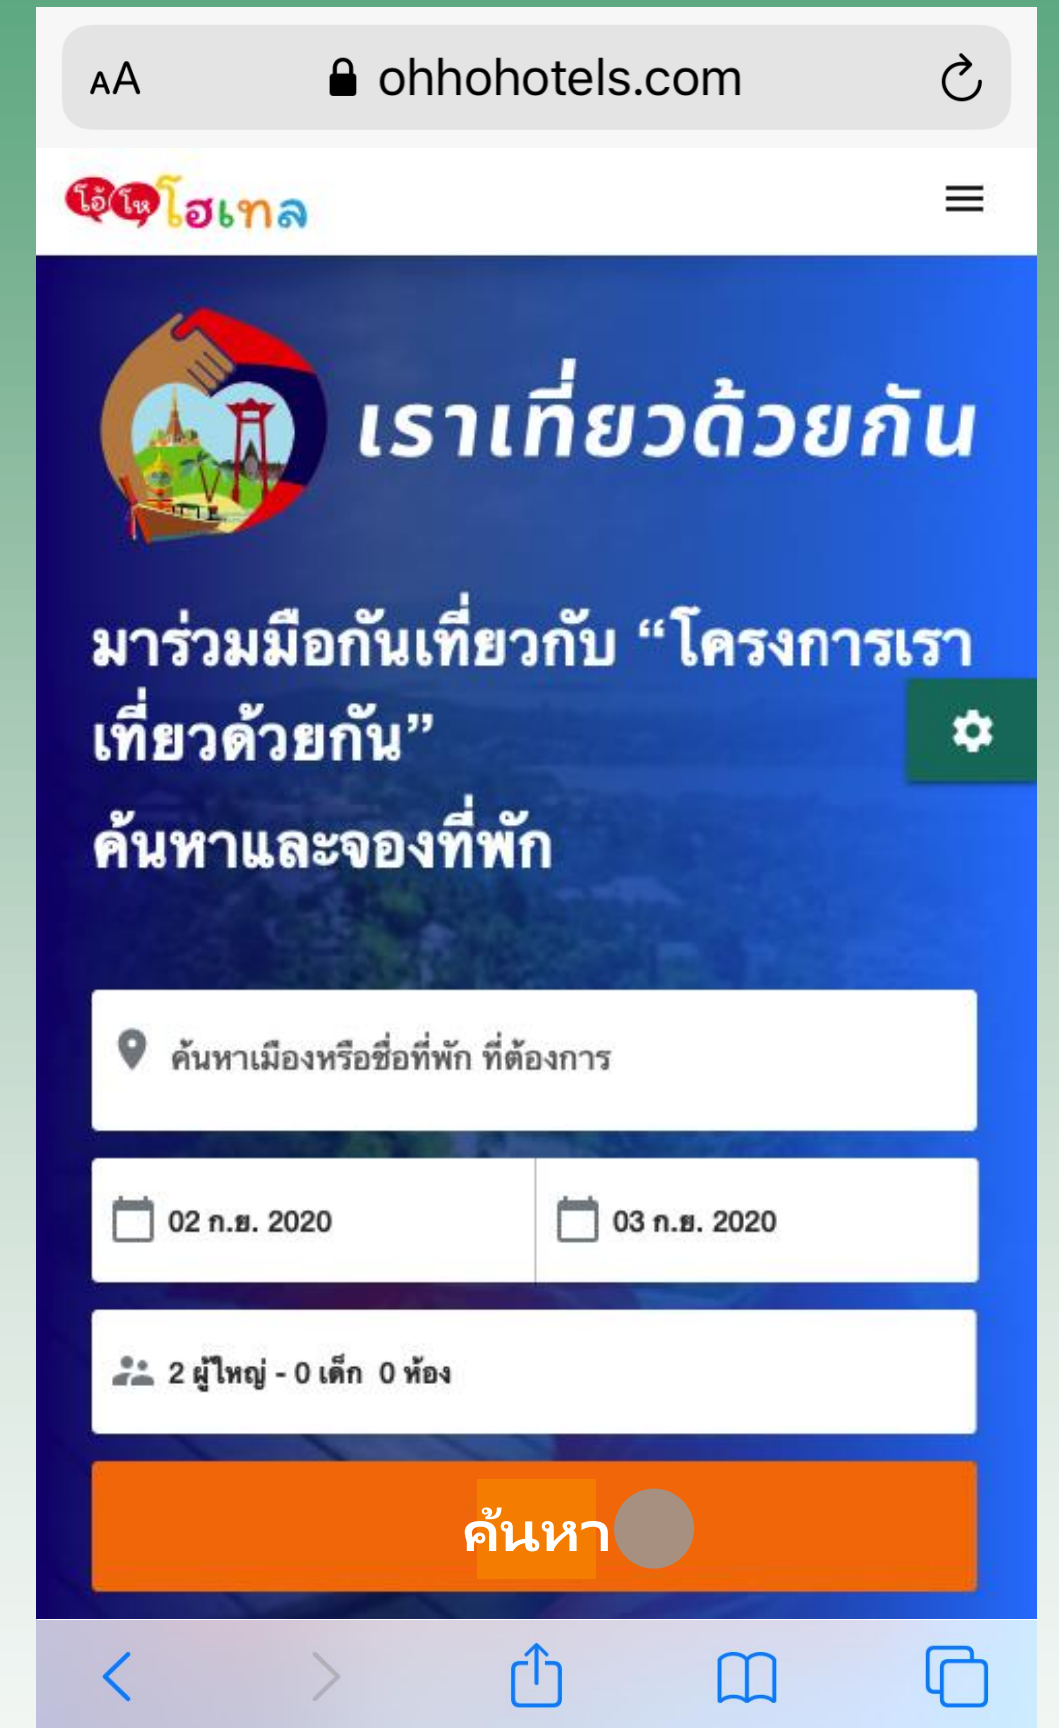 AA ohhohotels.com
โอ้โหโฮเทล
เราเที่ยวด้วยกัน
มาร่วมมือกันเที่ยวกับ “โครงการเรา
เที่ยวด้วยกัน”
ค้นหาและจองที่พัก
ค้นหาเมืองหรือชื่อที่พัก ที่ต้องการ
02 ก.ย. 2020 03 ก.ย. 2020
2 ผู้ใหญ่ - 0 เด็ก 0 ห้อง
ค้นหา